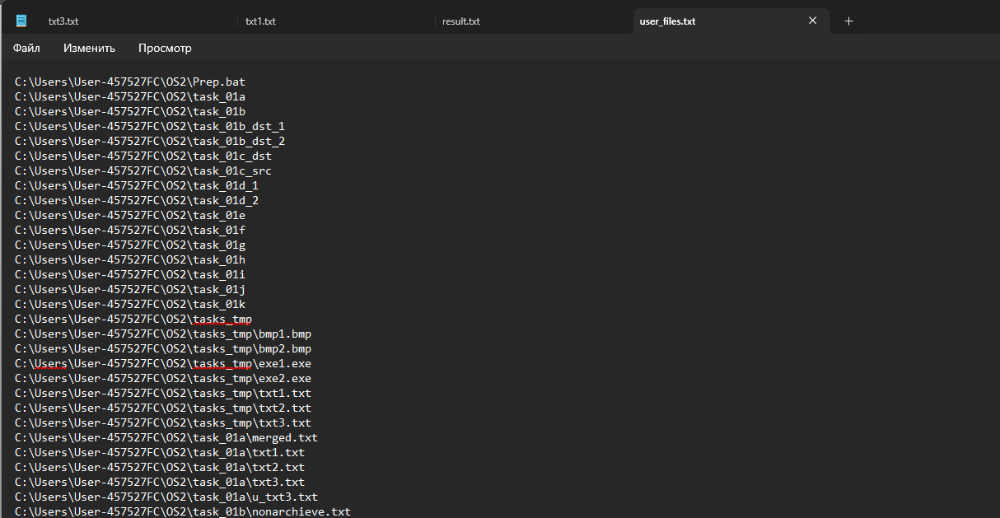 txt3.txt
txt1.txt
result.txt
user_files.txt
Файл
Изменить
Просмотр
C:\Users\User-457527FC\OS2\Prep.bat
C:\Users\User-457527FC\OS2\task_01a
C:\Users\User-457527FC\OS2\task_01b
C:\Users\User-457527FC\OS2\task_01b_dst_1
C:\Users\User-457527FC\OS2\task_01b_dst_2
C:\Users\User-457527FC\OS2\task_01c_dst
C:\Users\User-457527FC\OS2\task_01c_src
C:\Users\User-457527FC\OS2\task_01d_1
C:\Users\User-457527FC\OS2\task_01d_2
C:\Users\User-457527FC\OS2\task_01e
C:\Users\User-457527FC\OS2\task_01f
C:\Users\User-457527FC\OS2\task_01g
C:\Users\User-457527FC\OS2\task_01h
C:\Users\User-457527FC\OS2\task_01i
C:\Users\User-457527FC\OS2\task_01j
C:\Users\User-457527FC\OS2\task_01k
C:\Users\User-457527FC\OS2\tasks_tmp
C:\Users\User-457527FC\OS2\tasks_tmp\bmp1.bmp
C:\Users\User-457527FC\OS2\tasks_tmp\bmp2.bmp
C:\Users\User-457527FC\OS2\tasks_tmp\exe1.exe
C:\Users\User-457527FC\OS2\tasks_tmp\exe2.exe
C:\Users\User-457527FC\OS2\tasks_tmp\txt1.txt
C:\Users\User-457527FC\OS2\tasks_tmp\txt2.txt
C:\Users\User-457527FC\OS2\tasks_tmp\txt3.txt
C:\Users\User-457527FC\OS2\task_01a\merged.txt
C:\Users\User-457527FC\OS2\task_01a\txt1.txt
C:\Users\User-457527FC\OS2\task_01a\txt2.txt
C:\Users\User-457527FC\OS2\task_01a\txt3.txt
C:\Users\User-457527FC\OS2\task_01a\u_txt3.txt
C:\Users\User-457527FC\OS2\task_01b\nonarchieve.txt